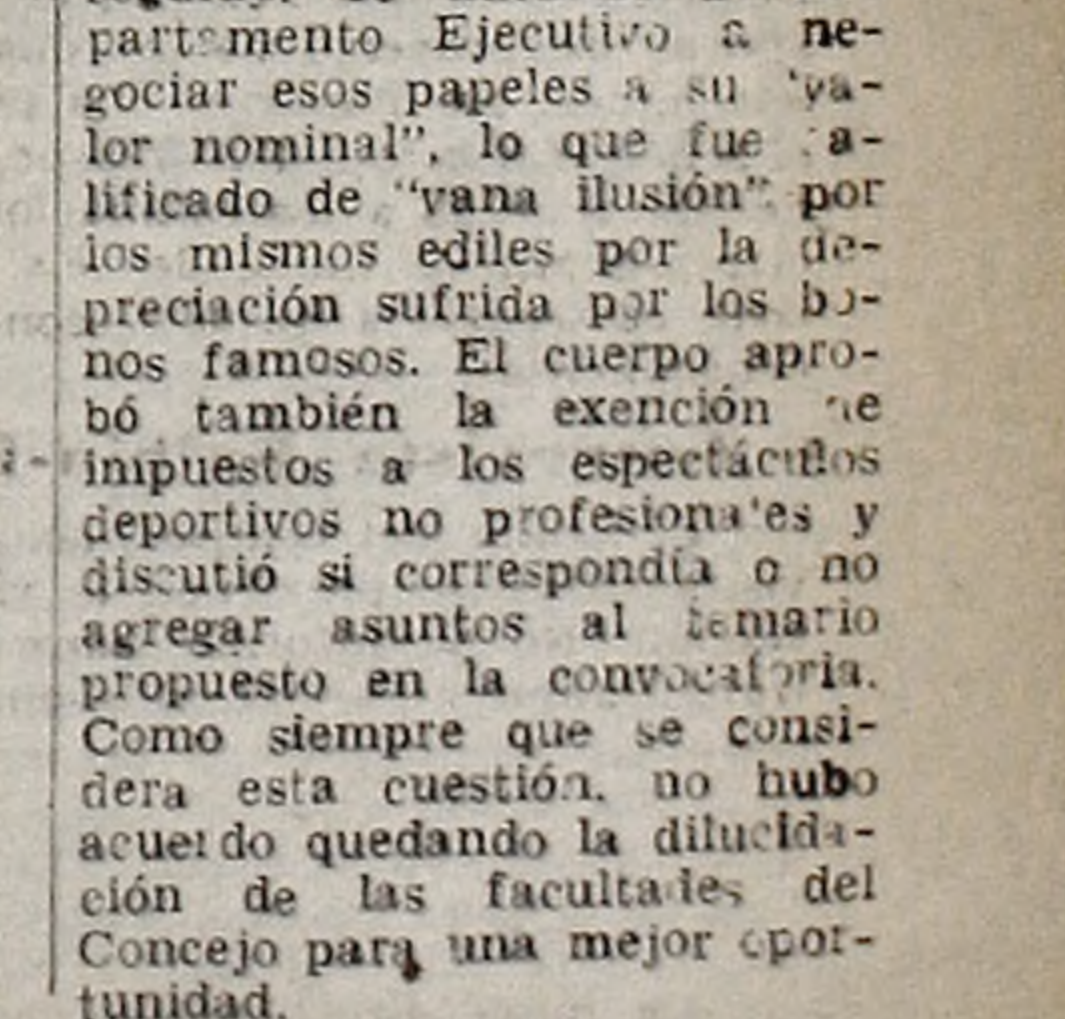 partamento Ejecutivo a ne-
gociar esos papeles a su "va-
lor nominal", lo que fue ca-
lificado de "vana ilusión" por
los mismos ediles por la de-
preciación sufrida por los bo-
nos famosos. El cuerpo apro-
bó también la exención de
impuestos a los espectáculos
deportivos no profesionales y
discutió si correspondía o no
agregar asuntos al temario
propuesto en la convocatoria.
Como siempre que se consi-
dera esta cuestión, no hubo
acuerdo quedando la dilucida-
ción de las facultades del
Concejo para una mejor opor-
tunidad.